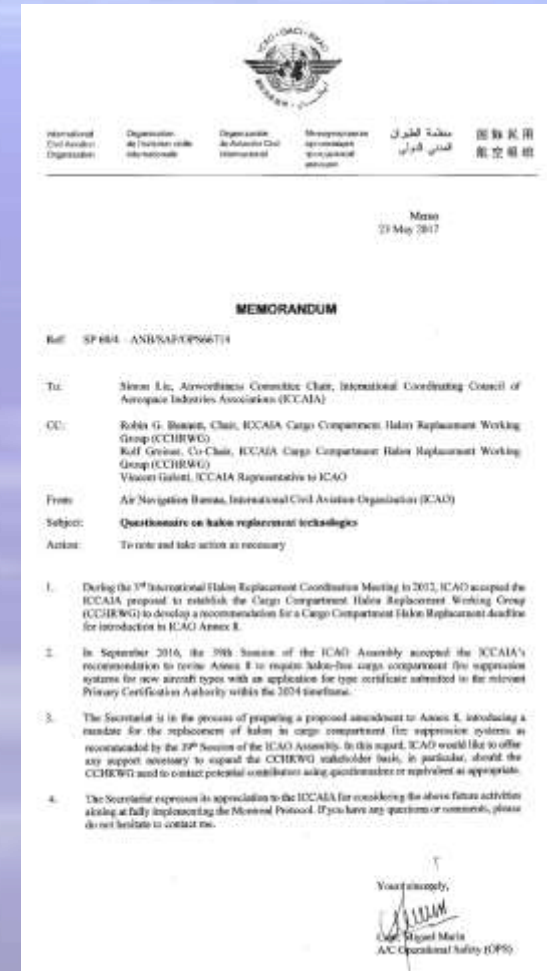 International
Civil Aviation
Organization
Organisation
de l'aviation civile
internationale
Organización
de Aviación Civil
Internacional
Международная
организация
гражданской
авиации
منظمة الطيران
المدني الدولي
国际民用
航空组织
Memo
23 May 2017
MEMORANDUM
Ref: SP 60/4 - ANB/SAF/OPS66714
To: Simon Lie, Airworthiness Committee Chair, International Coordinating Council of
Aerospace Industries Associations (ICCAIA)
CC: Robin G. Bennett, Chair, ICCAIA Cargo Compartment Halon Replacement Working
Group (CCHRWG)
Rolf Greiner, Co-Chair, ICCAIA Cargo Compartment Halon Replacement Working
Group (CCHRWG)
Vincent Galotti, ICCAIA Representative to ICAO
From: Air Navigation Bureau, International Civil Aviation Organization (ICAO)
Subject: Questionnaire on halon replacement technologies
Action: To note and take action as necessary
1. During the 3rd International Halon Replacement Coordination Meeting in 2012, ICAO accepted the
ICCAIA proposal to establish the Cargo Compartment Halon Replacement Working Group
(CCHRWG) to develop a recommendation for a Cargo Compartment Halon Replacement deadline
for introduction in ICAO Annex 8.
2. In September 2016, the 39th Session of the ICAO Assembly accepted the ICCAIA's
recommendation to revise Annex 8 to require halon-free cargo compartment fire suppression
systems for new aircraft types with an application for type certificate submitted to the relevant
Primary Certification Authority within the 2024 timeframe.
3. The Secretariat is in the process of preparing a proposed amendment to Annex 8, introducing a
mandate for the replacement of halon in cargo compartment fire suppression systems as
recommended by the 39th Session of the ICAO Assembly. In this regard, ICAO would like to offer
any support necessary to expand the CCHRWG stakeholder basis, in particular, should the
CCHRWG need to contact potential contributors using questionnaires or equivalent as appropriate.
4. The Secretariat expresses its appreciation to the ICCAIA for considering the above future activities
aiming at fully implementing the Montreal Protocol. If you have any questions or comments, please
do not hesitate to contact me.
Yours sincerely,
Capt. Miguel Marin
A/C Operational Safety (OPS)